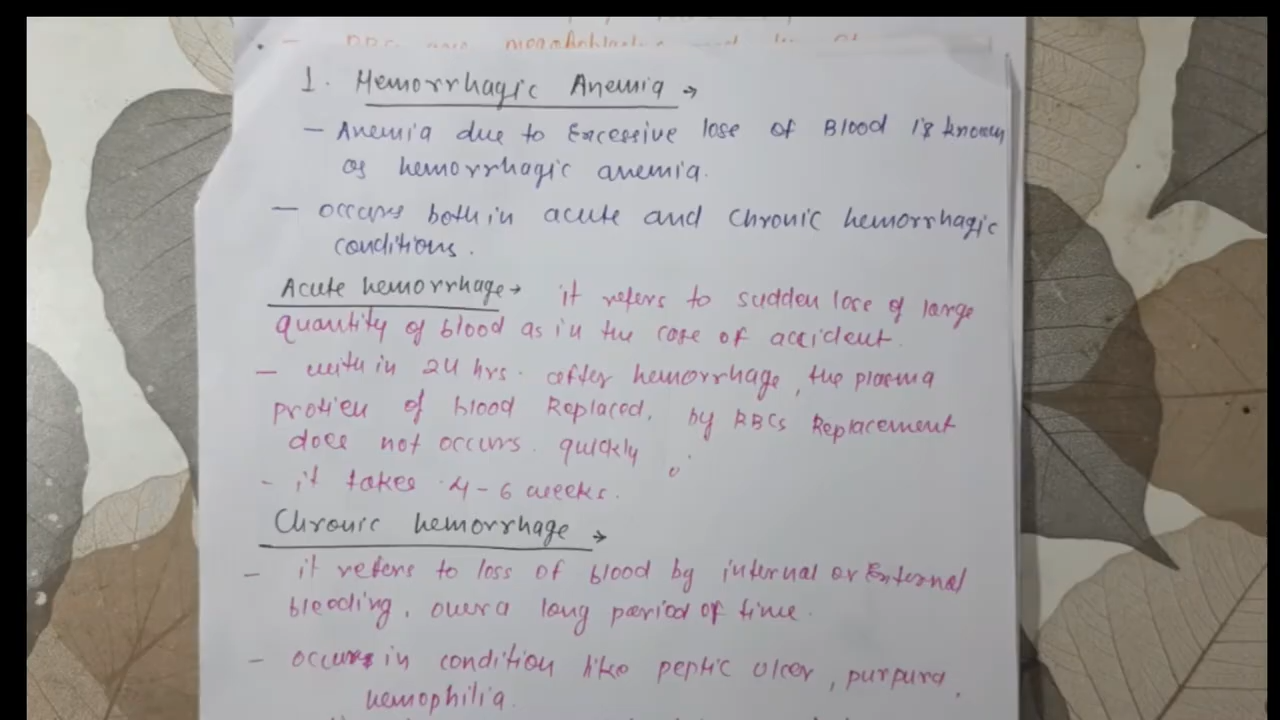 1. Hemorrhagic Anemia →
- Anemia due to Excessive lose of Blood is known
as hemorrhagic anemia.
- occurs both in acute and chronic hemorrhagic
conditions.
Acute hemorrhage → it refers to sudden lose of large
quantity of blood as in the case of accident.
- with in 24 hrs. after hemorrhage, the plasma
protien of blood Replaced. by RBCs Replacement
does not occurs. quickly
- it takes 4-6 weeks.
Chronic hemorrhage →
- it refers to loss of blood by internal or External
bleeding, over a long period of time.
- occurs in condition like peptic ulcer, purpura,
hemophilia.